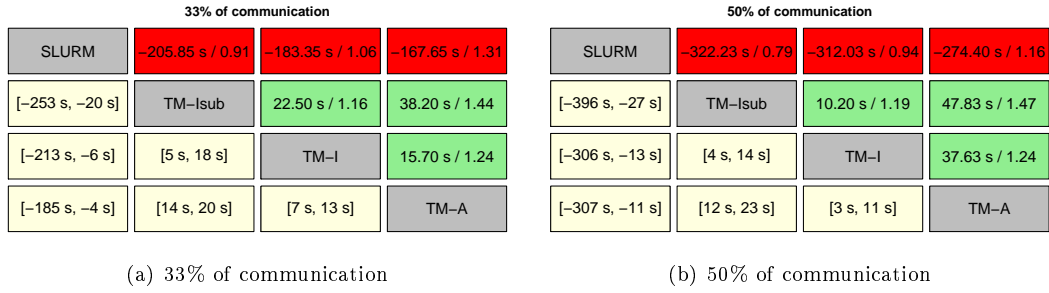 33% of communication
SLURM −205.85 s / 0.91 −183.35 s / 1.06 −167.65 s / 1.31
[−253 s, −20 s] TM−Isub 22.50 s / 1.16 38.20 s / 1.44
[−213 s, −6 s] [5 s, 18 s] TM−I 15.70 s / 1.24
[−185 s, −4 s] [14 s, 20 s] [7 s, 13 s] TM−A
(a) 33% of communication
50% of communication
SLURM −322.23 s / 0.79 −312.03 s / 0.94 −274.40 s / 1.16
[−396 s, −27 s] TM−Isub 10.20 s / 1.19 47.83 s / 1.47
[−306 s, −13 s] [4 s, 14 s] TM−I 37.63 s / 1.24
[−307 s, −11 s] [12 s, 23 s] [3 s, 11 s] TM−A
(b) 50% of communication